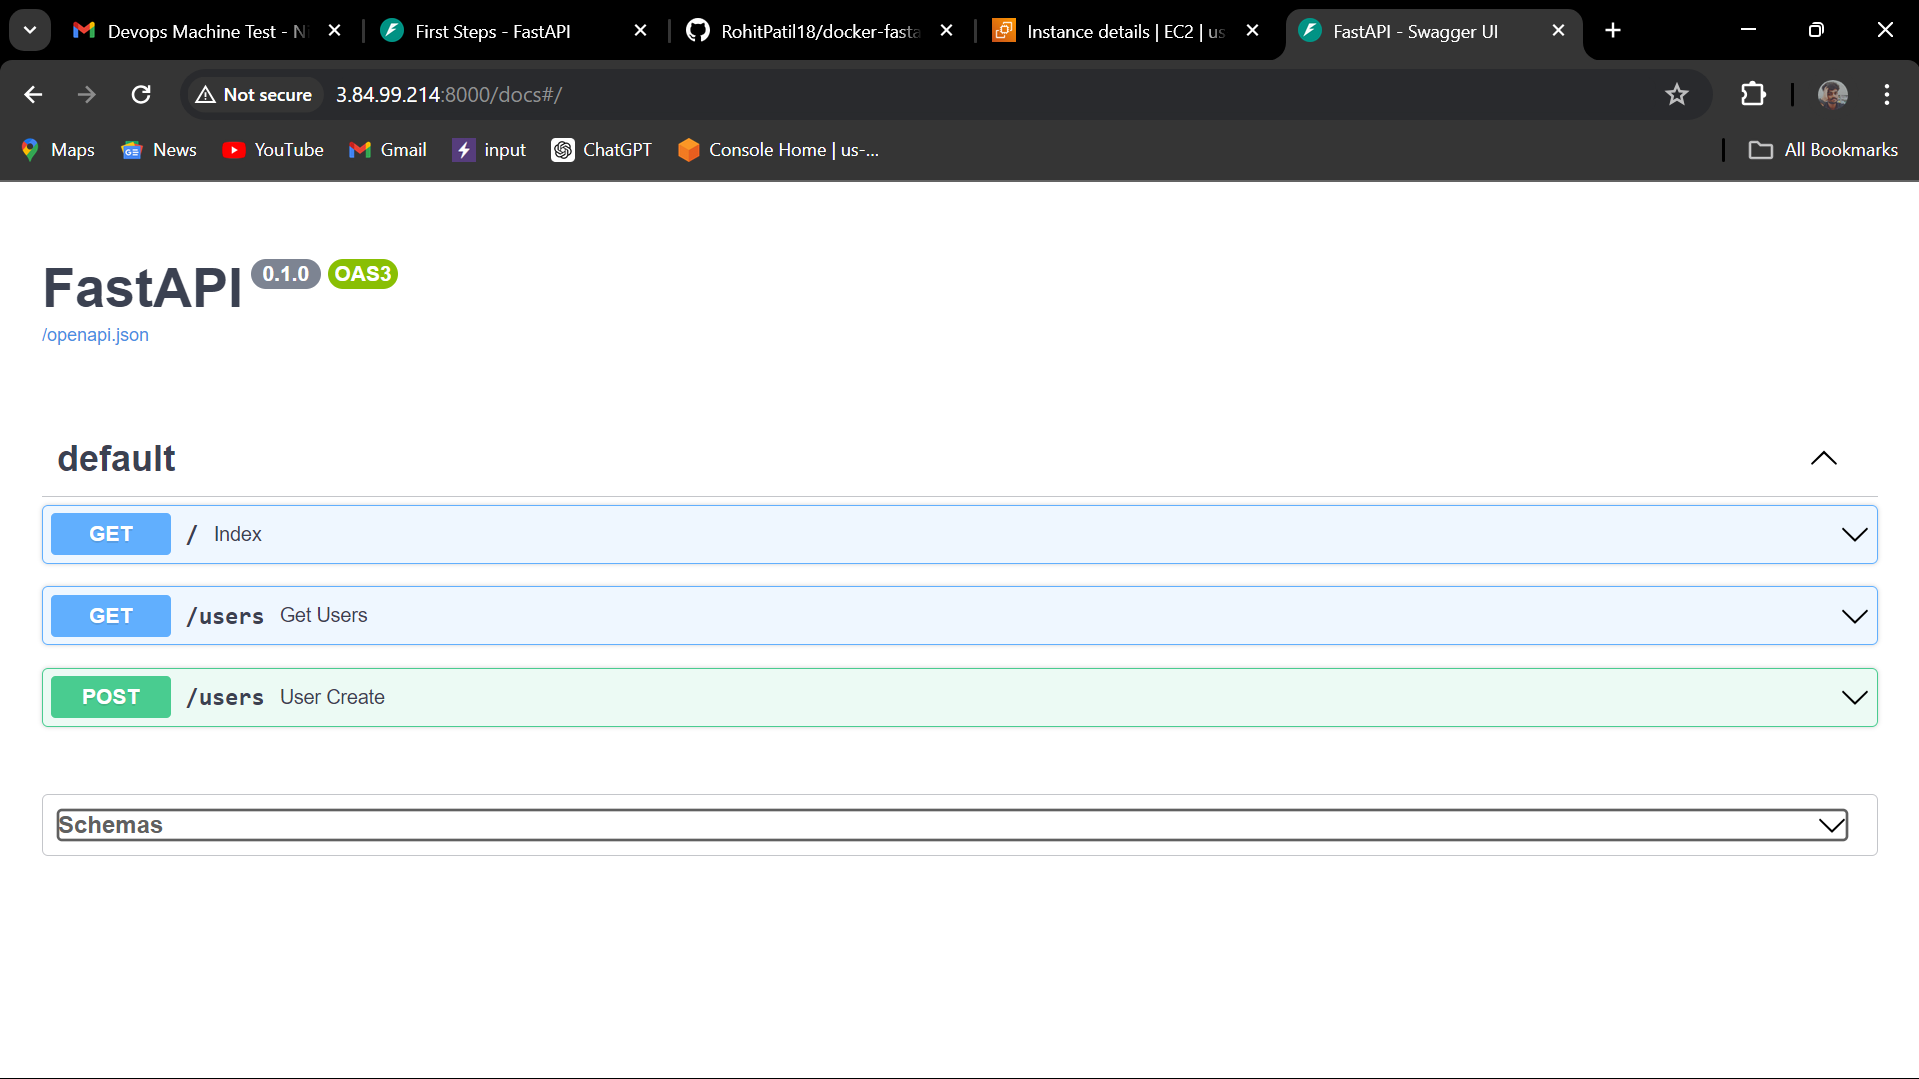 Devops Machine Test - Ni
First Steps - FastAPI
RohitPatil18/docker-fasta
Instance details | EC2 | us
FastAPI - Swagger UI
Not secure 3.84.99.214:8000/docs#/
Maps
GE News
YouTube
Gmail
input
ChatGPT
Console Home | us-...
All Bookmarks
FastAPI 0.1.0 OAS3
/openapi.json
default
GET / Index
GET /users Get Users
POST /users User Create
Schemas